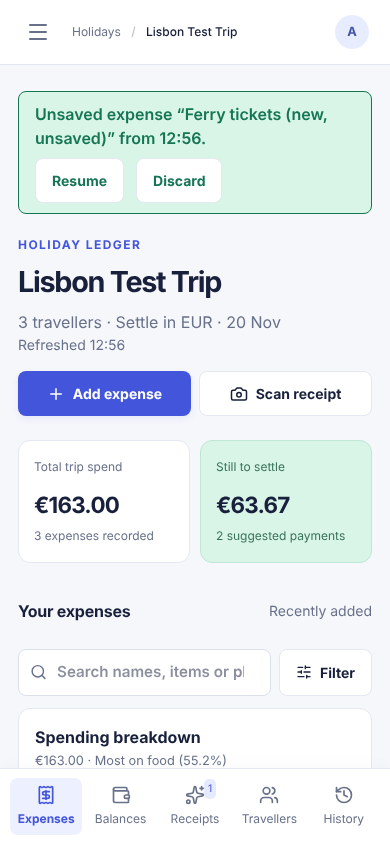 Holidays / Lisbon Test Trip
A
Unsaved expense “Ferry tickets (new,
unsaved)” from 12:56.
Resume Discard
HOLIDAY LEDGER
Lisbon Test Trip
3 travellers · Settle in EUR · 20 Nov
Refreshed 12:56
Add expense
Scan receipt
Total trip spend
€163.00
3 expenses recorded
Still to settle
€63.67
2 suggested payments
Your expenses
Recently added
Search names, items or pl
Filter
Spending breakdown
€163.00 · Most on food (55.2%)
Expenses
Balances
1
Receipts
Travellers
History